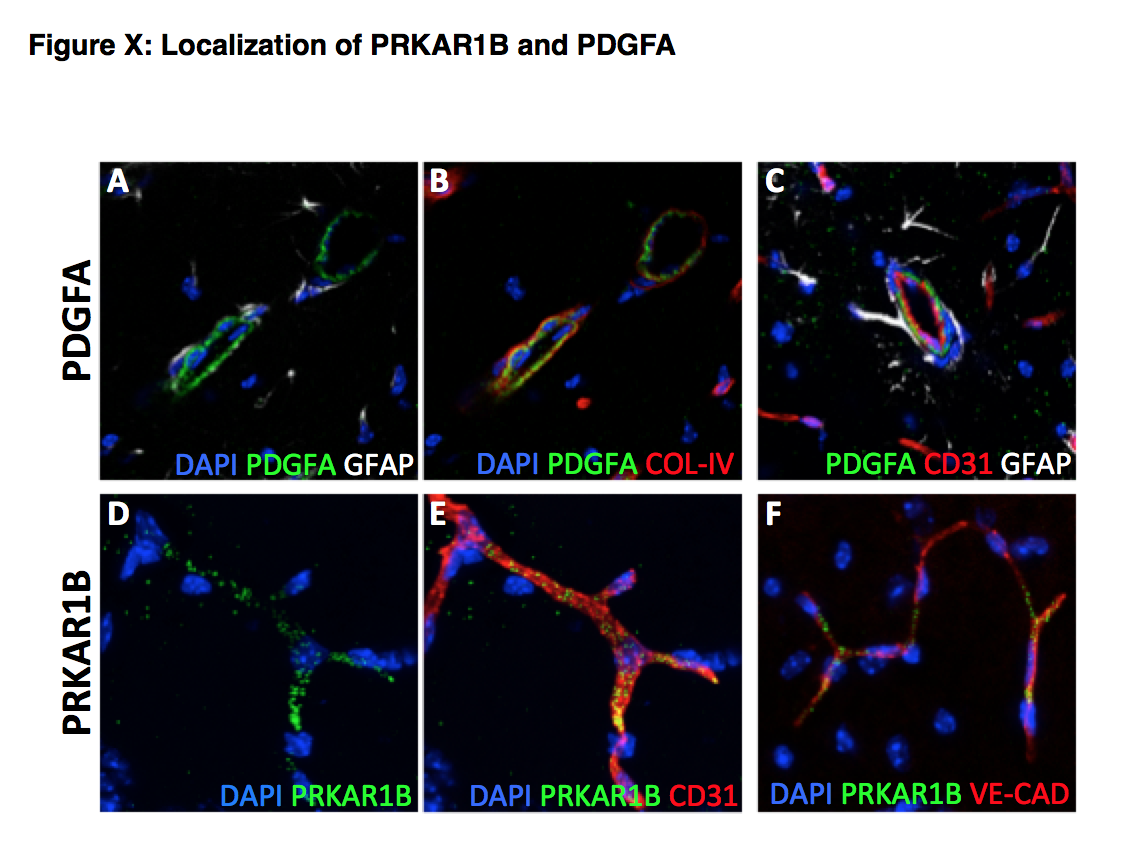 Figure X: Localization of PRKAR1B and PDGFA
PDGFA
A
DAPI PDGFA GFAP
B
DAPI PDGFA COL-IV
C
PDGFA CD31 GFAP
PRKAR1B
D
DAPI PRKAR1B
E
DAPI PRKAR1B CD31
F
DAPI PRKAR1B VE-CAD